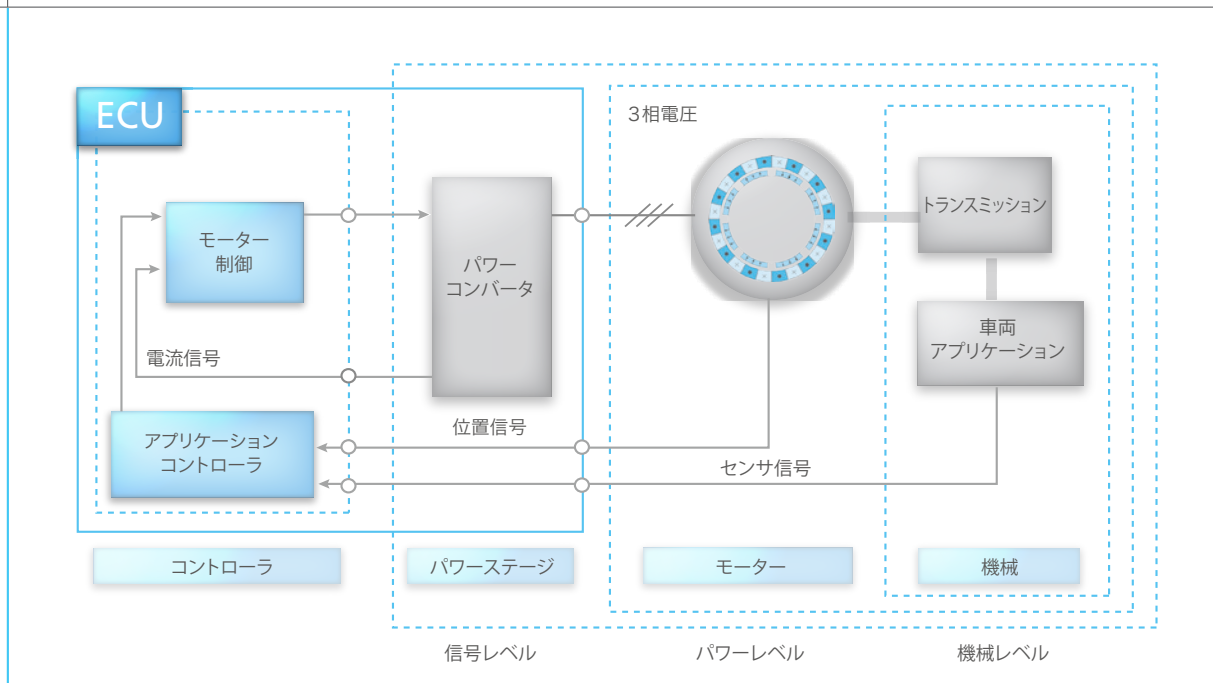 ECU
3相電圧
モーター
制御
パワー
コンバータ
トランスミッション
車両
アプリケーション
電流信号
位置信号
アプリケーション
コントローラ
センサ信号
コントローラ
パワーステージ
モーター
機械
信号レベル
パワーレベル
機械レベル